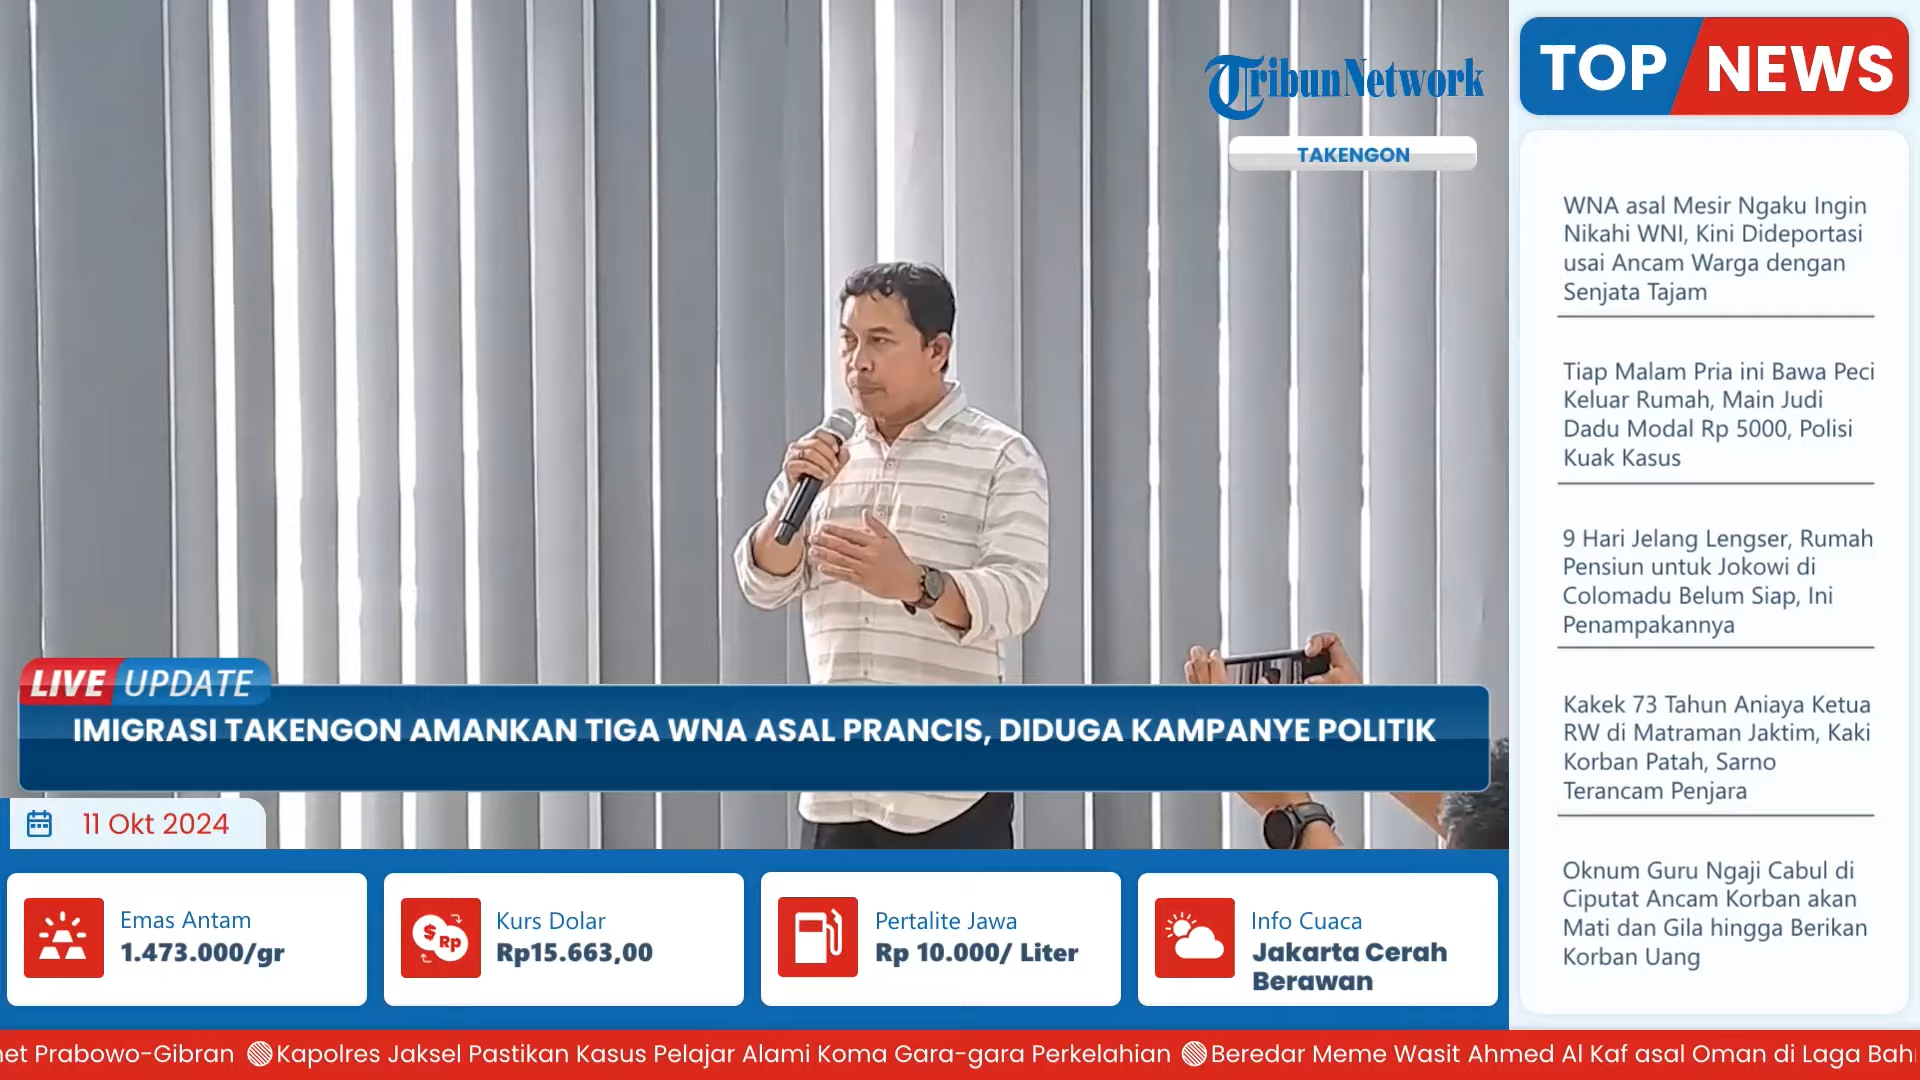 TribunNetwork
TAKENGON
TOP NEWS
WNA asal Mesir Ngaku Ingin
Nikahi WNI, Kini Dideportasi
usai Ancam Warga dengan
Senjata Tajam
Tiap Malam Pria ini Bawa Peci
Keluar Rumah, Main Judi
Dadu Modal Rp 5000, Polisi
Kuak Kasus
9 Hari Jelang Lengser, Rumah
Pensiun untuk Jokowi di
Colomadu Belum Siap, Ini
Penampakannya
Kakek 73 Tahun Aniaya Ketua
RW di Matraman Jaktim, Kaki
Korban Patah, Sarno
Terancam Penjara
Oknum Guru Ngaji Cabul di
Ciputat Ancam Korban akan
Mati dan Gila hingga Berikan
Korban Uang
LIVE UPDATE
IMIGRASI TAKENGON AMANKAN TIGA WNA ASAL PRANCIS, DIDUGA KAMPANYE POLITIK
11 Okt 2024
Emas Antam
1.473.000/gr
$ Rp
Kurs Dolar
Rp15.663,00
Pertalite Jawa
Rp 10.000/ Liter
Info Cuaca
Jakarta Cerah
Berawan
net Prabowo-Gibran Kapolres Jaksel Pastikan Kasus Pelajar Alami Koma Gara-gara Perkelahian Beredar Meme Wasit Ahmed Al Kaf asal Oman di Laga Bah